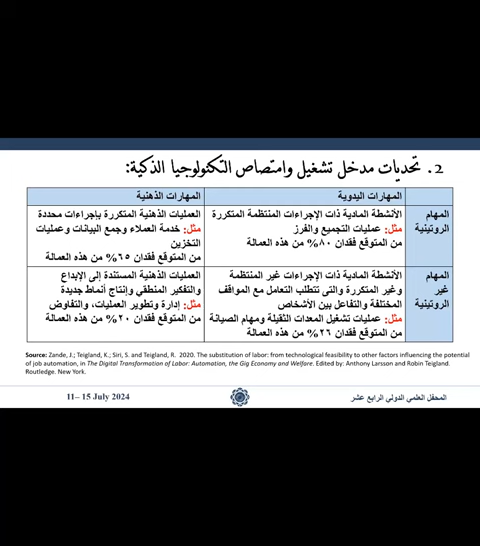 2. تحديات مدخل تشغيل وامتصاص التكنولوجيا الذكية:
المهارات اليدوية
المهارات الذهنية
المهام
الروتينية
الأنشطة المادية ذات الإجراءات المنتظمة المتكررة
مثل: عمليات التجميع والفرز
من المتوقع فقدان ٨٠% من هذه العمالة
العمليات الذهنية المتكررة بإجراءات محددة
مثل: خدمة العملاء وجمع البيانات وعمليات
التخزين
من المتوقع فقدان ٦٥% من هذه العمالة
المهام
غير
الروتينية
الأنشطة المادية ذات الإجراءات غير المنتظمة
وغير المتكررة والتى تتطلب التعامل مع المواقف
المختلفة والتفاعل بين الأشخاص
مثل: عمليات تشغيل المعدات الثقيلة ومهام الصيانة
من المتوقع فقدان ٢٦% من هذه العمالة
العمليات الذهنية المستندة إلى الإبداع
والتفكير المنطقي وإنتاج أنماط جديدة
مثل: إدارة وتطوير العمليات، والتفاوض
من المتوقع فقدان ٢٠% من هذه العمالة
Source: Zande, J.; Teigland, K.; Siri, S. and Teigland, R. 2020. The substitution of labor: from technological feasibility to other factors influencing the potential
of job automation, in The Digital Transformation of Labor: Automation, the Gig Economy and Welfare. Edited by: Anthony Larsson and Robin Teigland.
Routledge. New York.
11– 15 July 2024
المحفل العلمي الدولي الرابع عشر